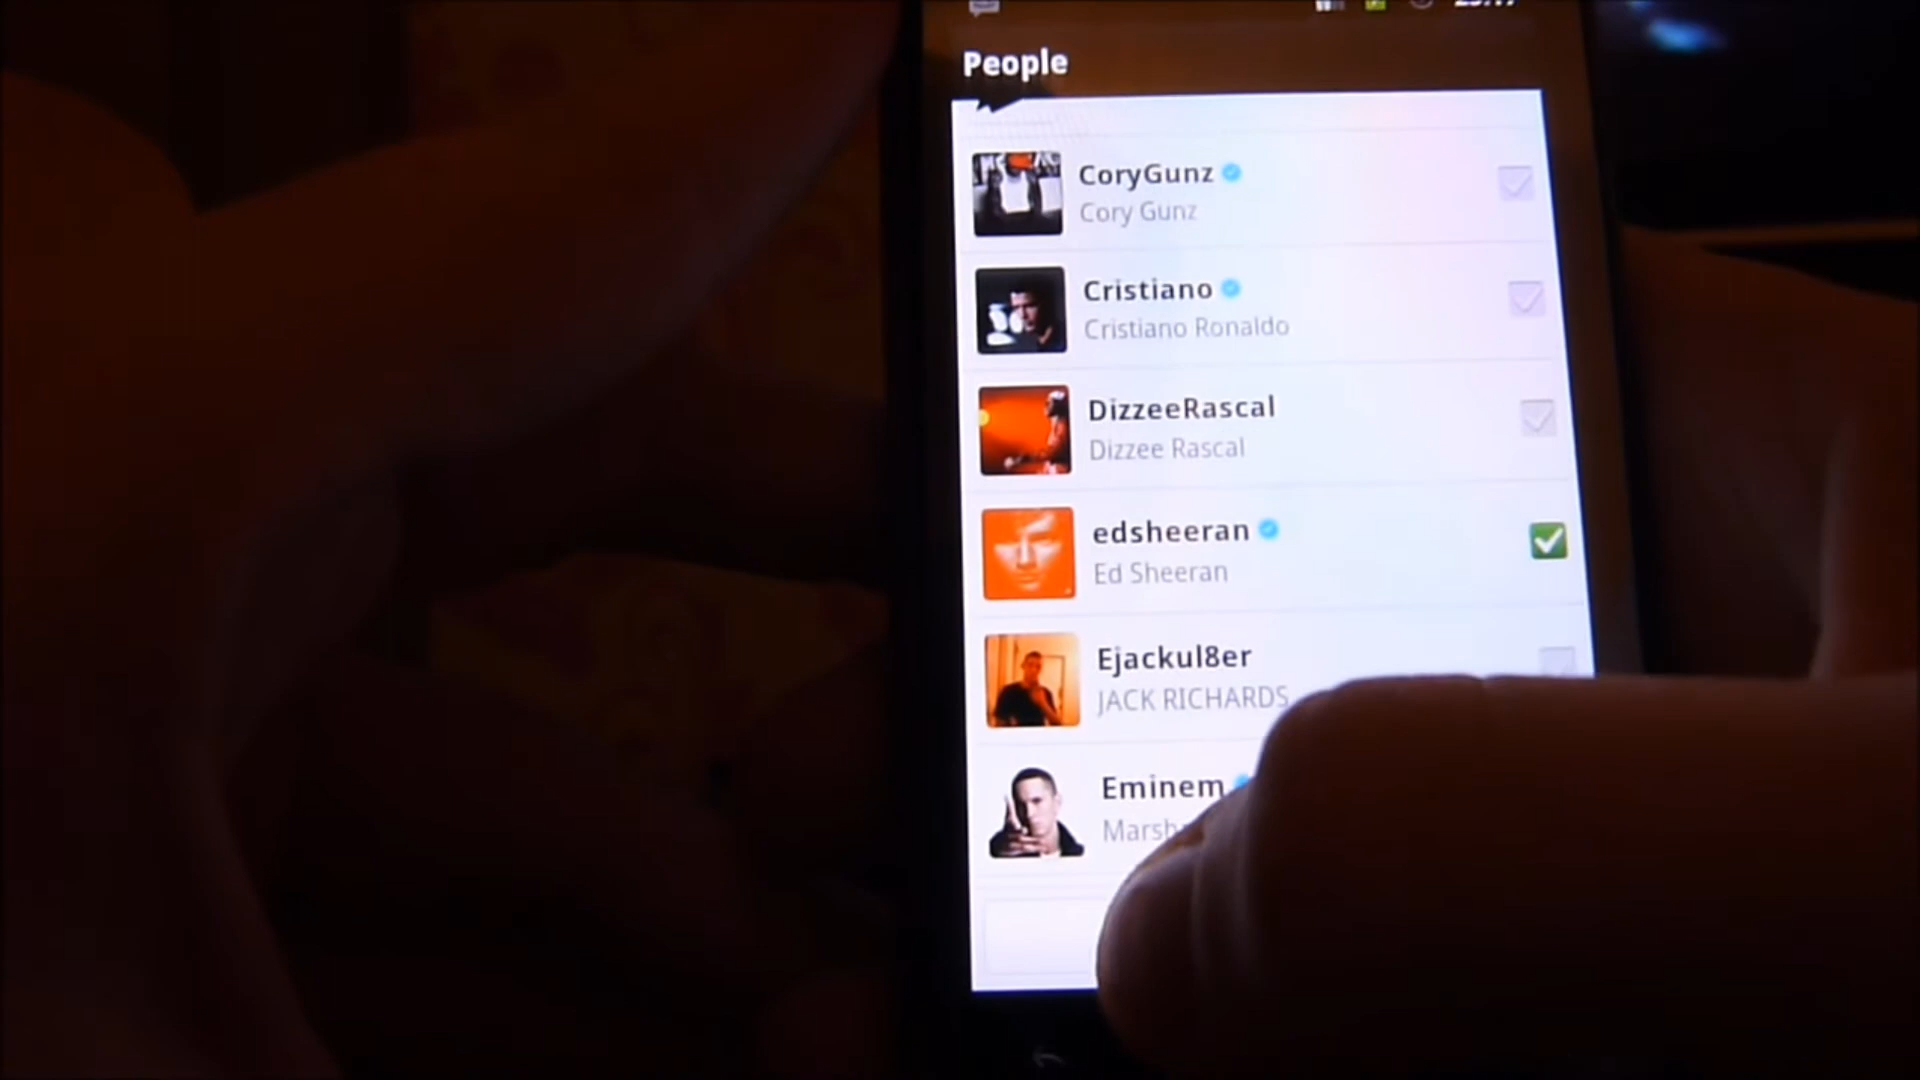 People
CoryGunz
Cory Gunz
Cristiano
Cristiano Ronaldo
DizzeeRascal
Dizzee Rascal
edsheeran
Ed Sheeran
Ejackul8er
JACK RICHARDS
Eminem